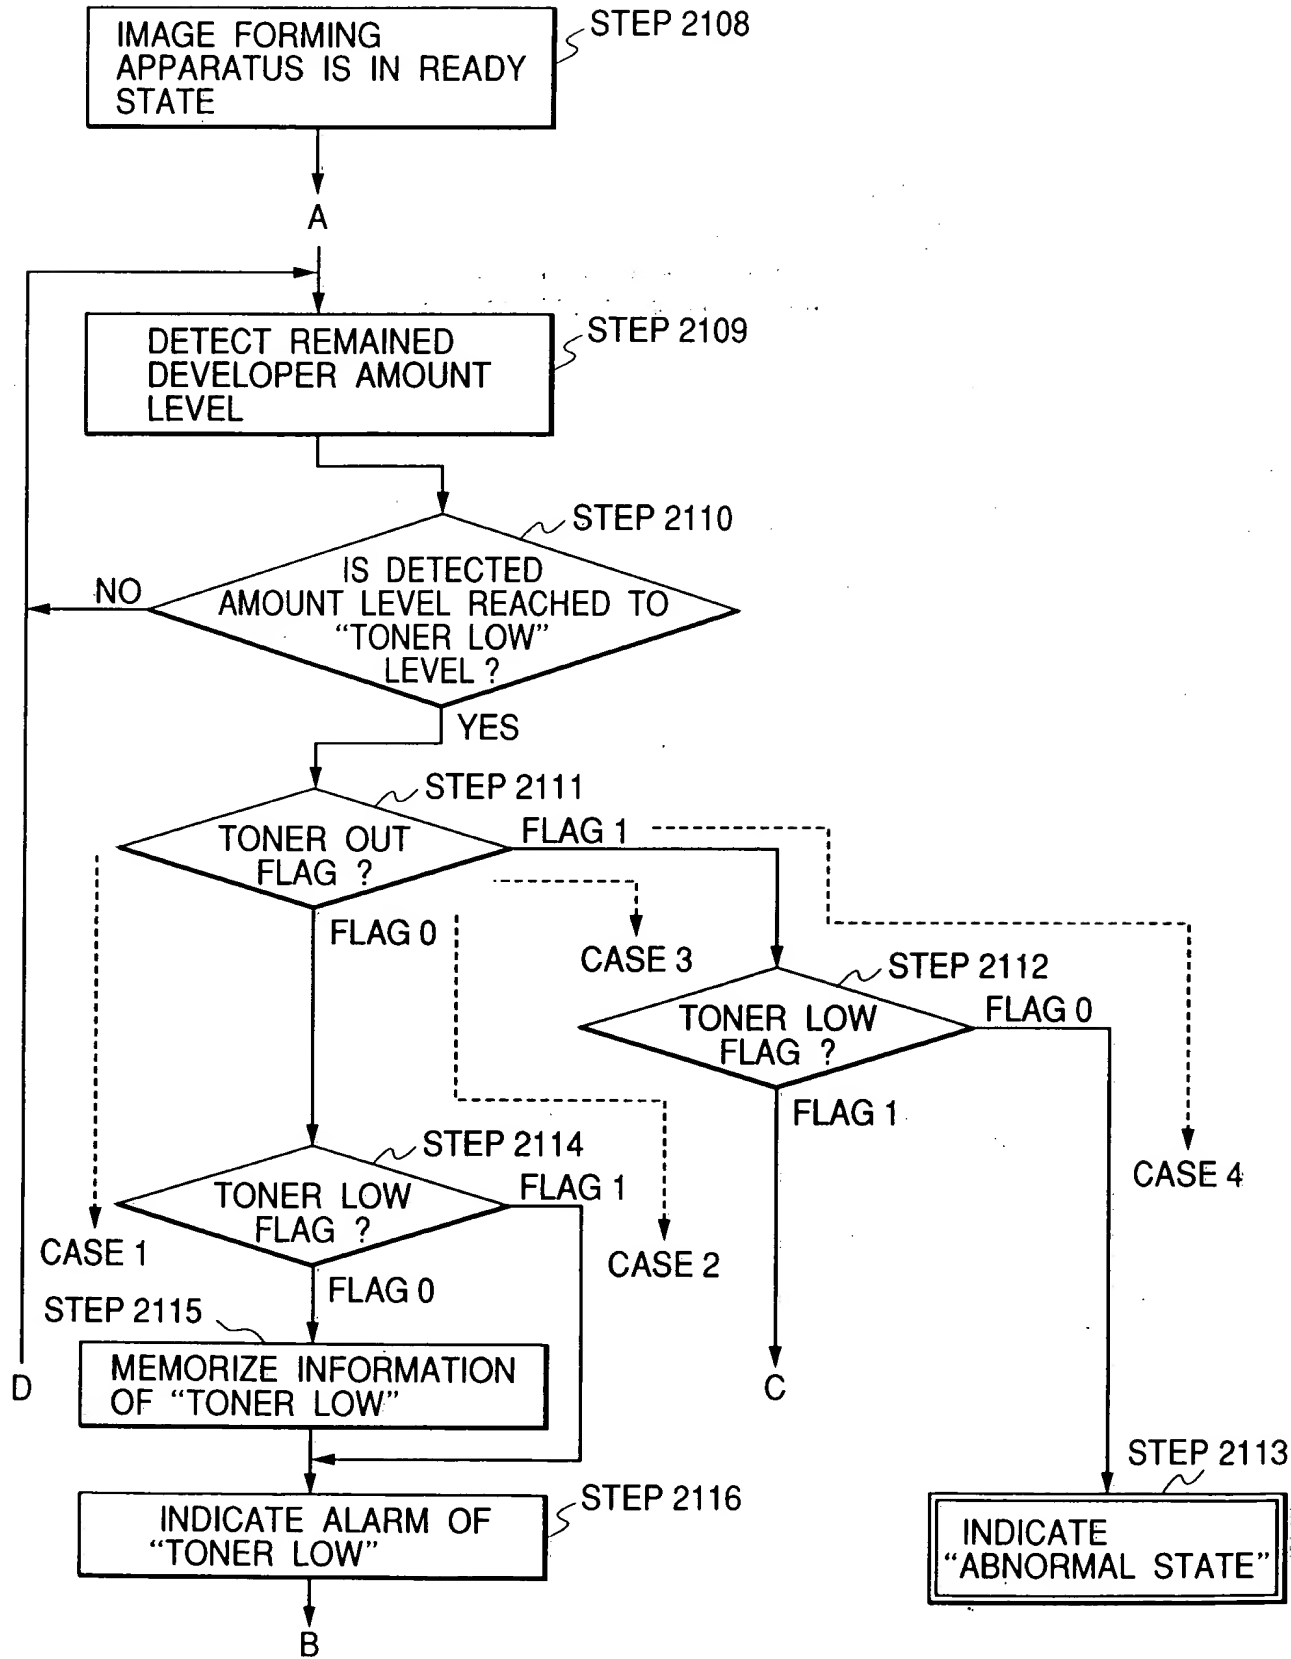 IMAGE FORMING
APPARATUS IS IN READY
STATE
STEP 2108
A
DETECT REMAINED
DEVELOPER AMOUNT
LEVEL
STEP 2109
STEP 2110
IS DETECTED
AMOUNT LEVEL REACHED TO
“TONER LOW”
LEVEL ?
NO
YES
STEP 2111
TONER OUT
FLAG ?
FLAG 1
FLAG 0
CASE 3
STEP 2112
TONER LOW
FLAG ?
FLAG 0
FLAG 1
CASE 4
STEP 2114
TONER LOW
FLAG ?
FLAG 1
CASE 1
CASE 2
FLAG 0
STEP 2115
MEMORIZE INFORMATION
OF “TONER LOW”
D
C
STEP 2113
INDICATE
“ABNORMAL STATE”
STEP 2116
INDICATE ALARM OF
“TONER LOW”
B